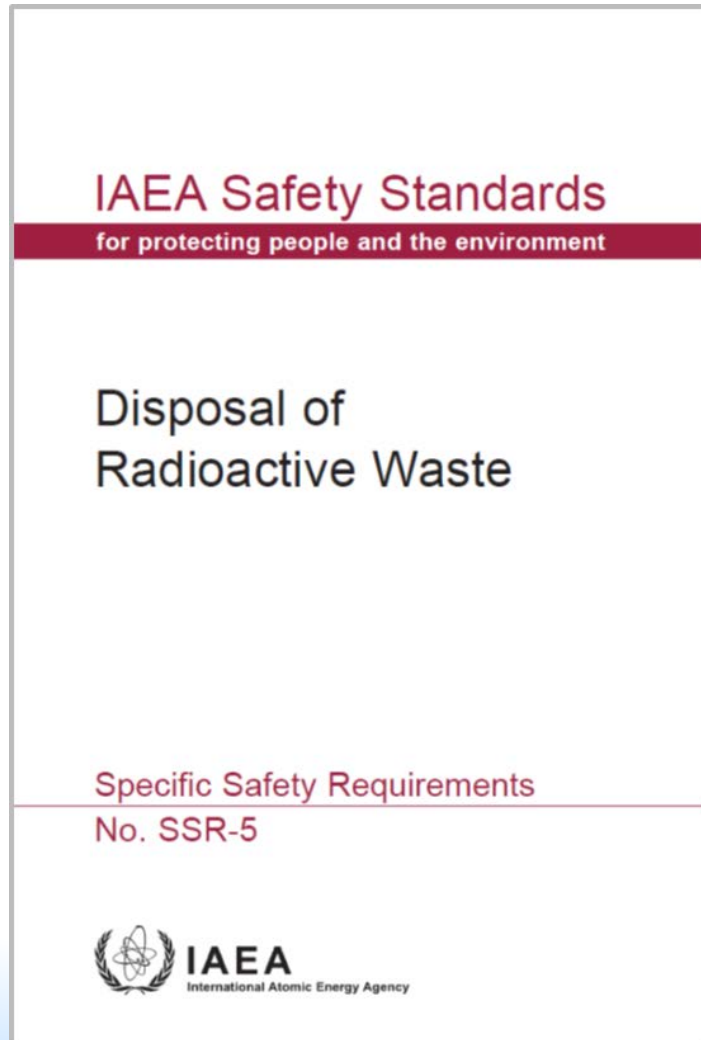 IAEA Safety Standards
for protecting people and the environment
Disposal of
Radioactive Waste
Specific Safety Requirements
No. SSR-5
IAEA
International Atomic Energy Agency